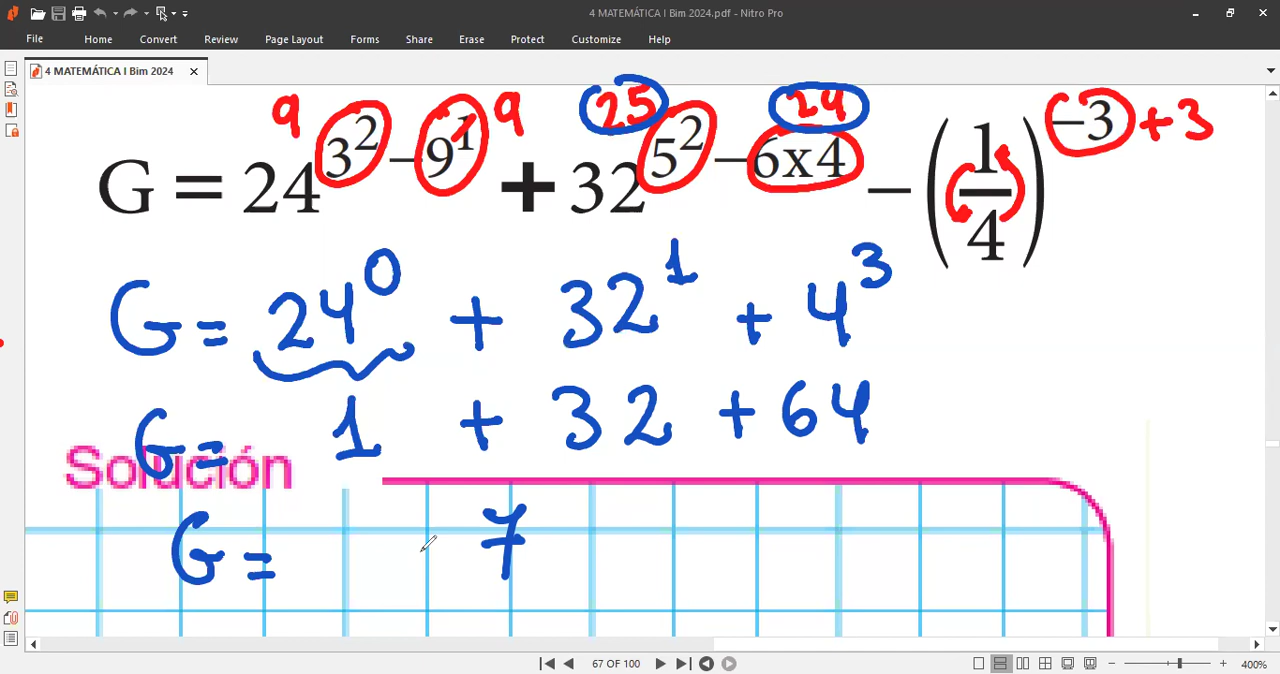 4 MATEMÁTICA I Bim 2024.pdf - Nitro Pro
File Home Convert Review Page Layout Forms Share Erase Protect Customize Help
4 MATEMÁTICA I Bim 2024 x
9 9 25 24
G = 24^(3^2 − 9^1) + 32^(5^2 − 6x4) − (1/4)^−3 +3
G = 24^0 + 32^1 + 4^3
G = 1 + 32 + 64
Solución
G = 7
67 OF 100 400%